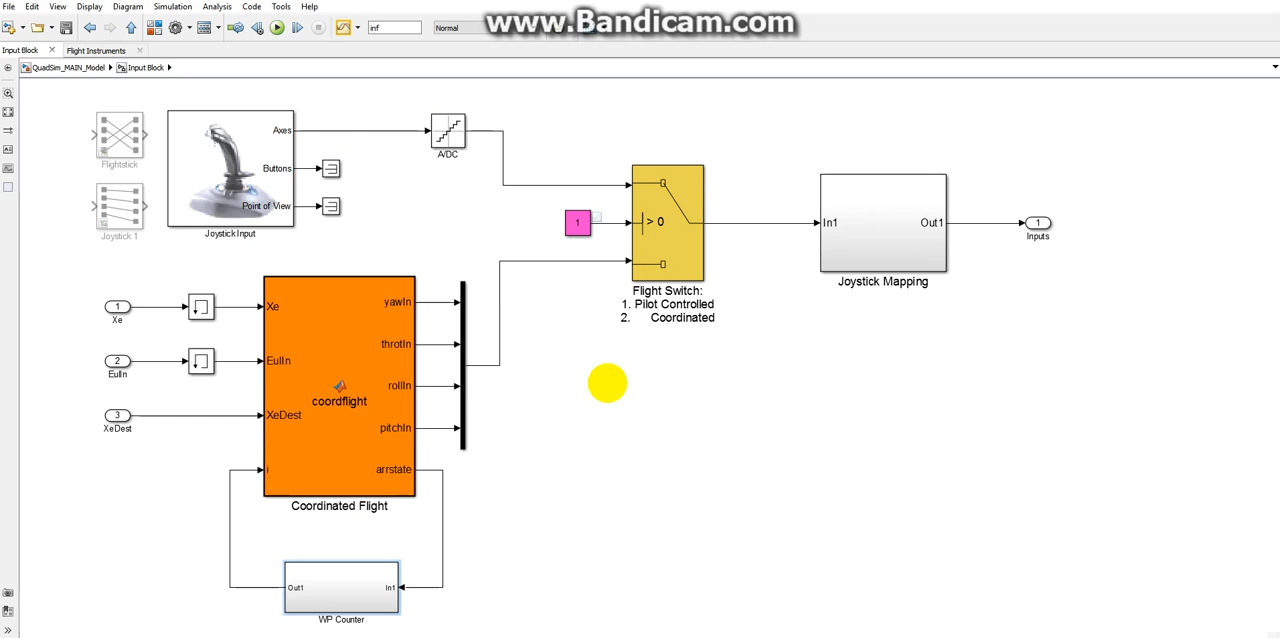 File Edit View Display Diagram Simulation Analysis Code Tools Help
www.Bandicam.com
inf
Normal
Input Block
Flight Instruments
QuadSim_MAIN_Model
Input Block
Flightstick
Joystick 1
Axes
Buttons
Point of View
Joystick Input
A/DC
1
> 0
Flight Switch:
1. Pilot Controlled
2. Coordinated
In1
Out1
Joystick Mapping
1
Inputs
1
Xe
2
EulIn
3
XeDest
Xe
EulIn
XeDest
i
coordflight
yawIn
throtIn
rollIn
pitchIn
arrstate
Coordinated Flight
Out1
In1
WP Counter